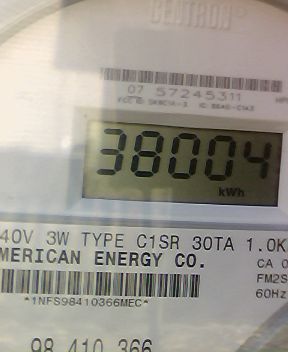 CENTRON®
07 57245311
38004
kWh
40V 3W TYPE C1SR 30TA 1.0K
MERICAN ENERGY CO.
CA 0
FM2S
60Hz
*1NFS98410366MEC*
98 410 366